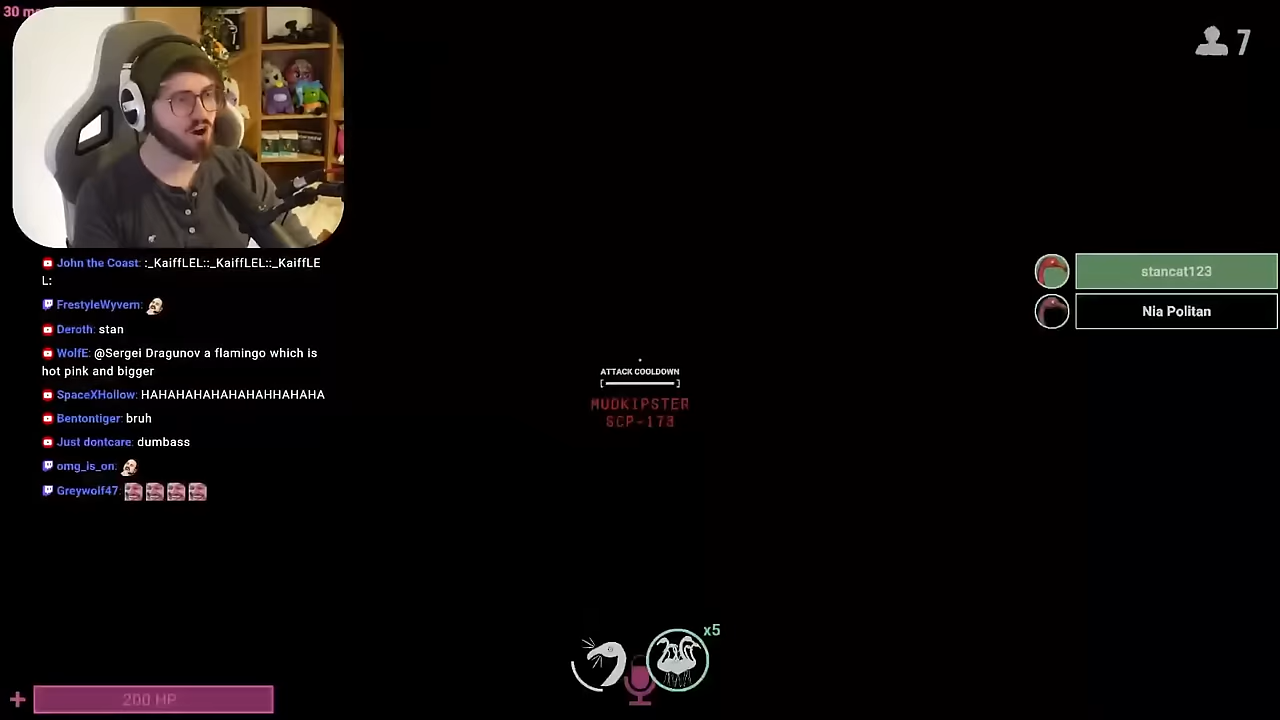 30 m
7
John the Coast: :_KaiffLEL::_KaiffLEL::_KaiffLE
L:
FrestyleWyvern:
Deroth: stan
WolfE: @Sergei Dragunov a flamingo which is
hot pink and bigger
SpaceXHollow: HAHAHAHAHAHAHAHHAHAHA
Bentontiger: bruh
Just dontcare: dumbass
omg_is_on:
Greywolf47:
stancat123
Nia Politan
ATTACK COOLDOWN
MUDKIPSTER
SCP-173
x5
200 HP